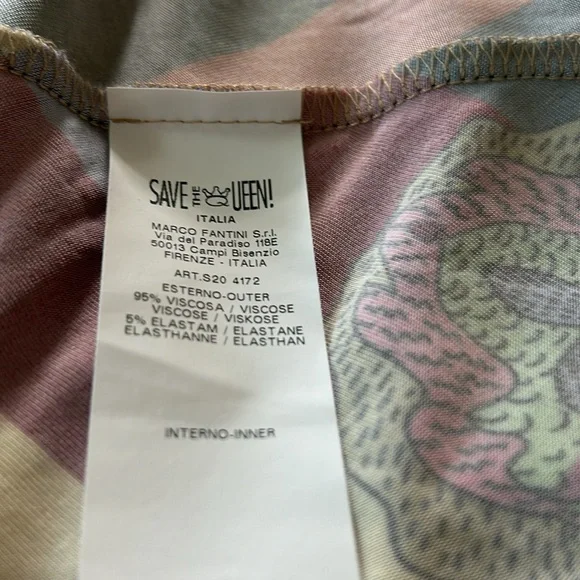 SAVE THE QUEEN!
ITALIA
MARCO FANTINI S.r.l.
Via del Paradiso 118E
50013 Campi Bisenzio
FIRENZE - ITALIA
ART.S20 4172
ESTERNO-OUTER
95% VISCOSA / VISCOSE
VISCOSE / VISKOSE
5% ELASTAM / ELASTANE
ELASTHANNE / ELASTHAN
INTERNO-INNER